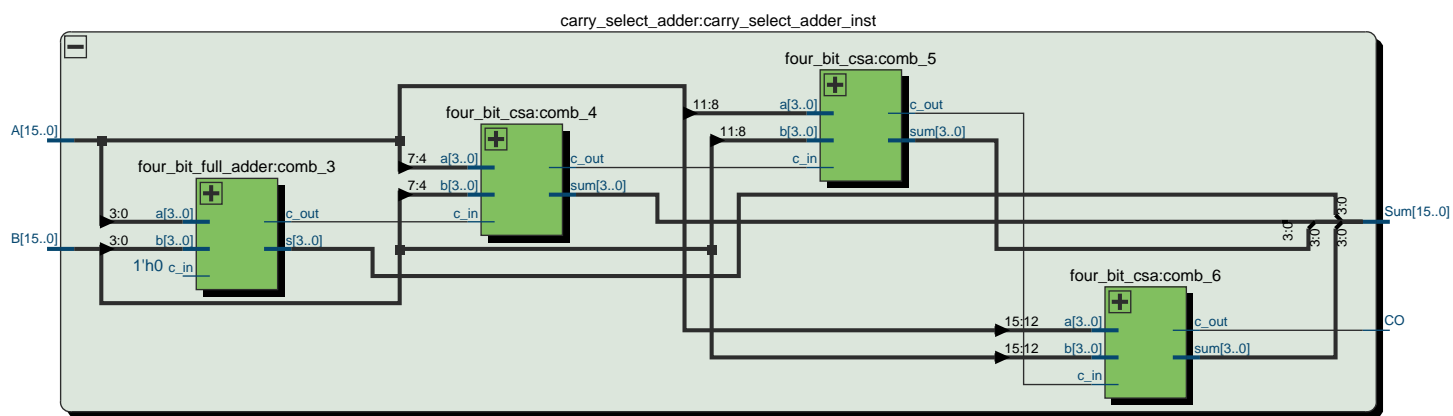 carry_select_adder:carry_select_adder_inst
four_bit_csa:comb_5
11:8 a[3..0] c_out
11:8 b[3..0] sum[3..0]
c_in
four_bit_csa:comb_4
7:4 a[3..0] c_out
7:4 b[3..0] sum[3..0]
c_in
A[15..0]
four_bit_full_adder:comb_3
3:0 a[3..0] c_out
B[15..0] 3:0 b[3..0] s[3..0]
1'h0 c_in
3:0
3:0
3:0
3:0
Sum[15..0]
four_bit_csa:comb_6
15:12 a[3..0] c_out
CO
15:12 b[3..0] sum[3..0]
c_in